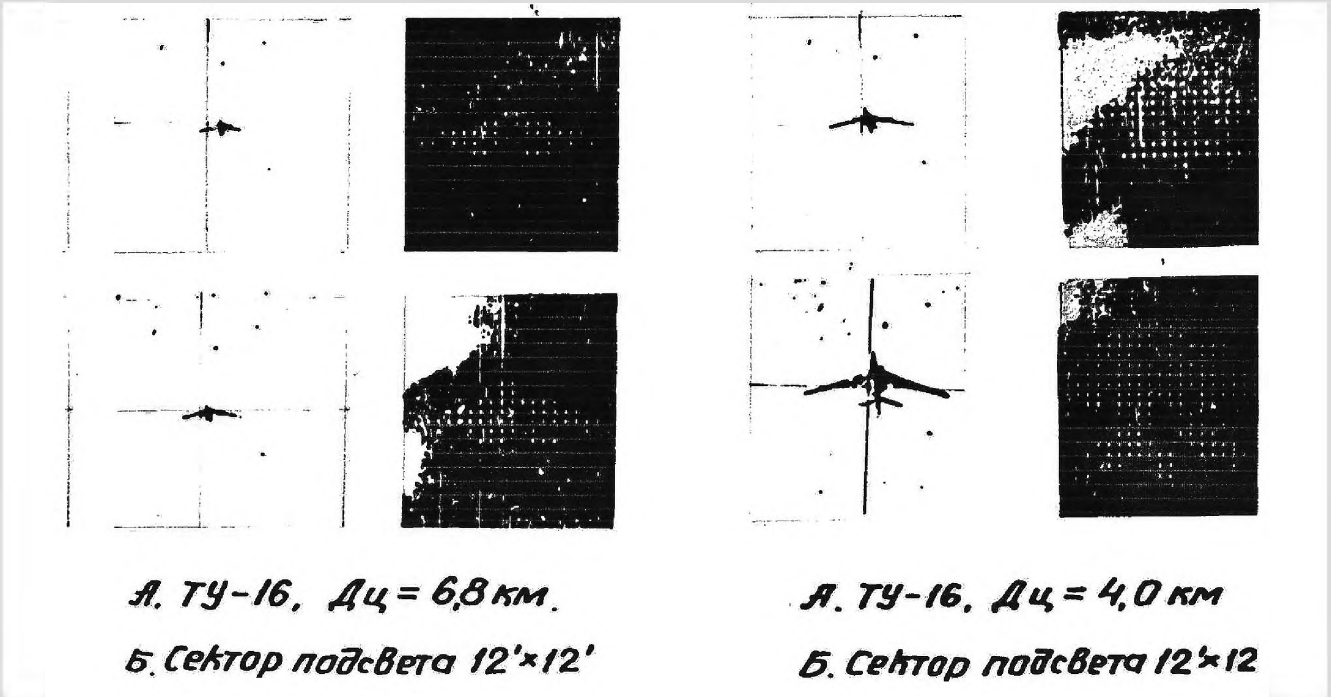 А. ТУ-16, Дц = 6,8 км.
Б. Сектор подсвета 12'×12'
А. ТУ-16, Дц = 4,0 км
Б. Сектор подсвета 12'×12